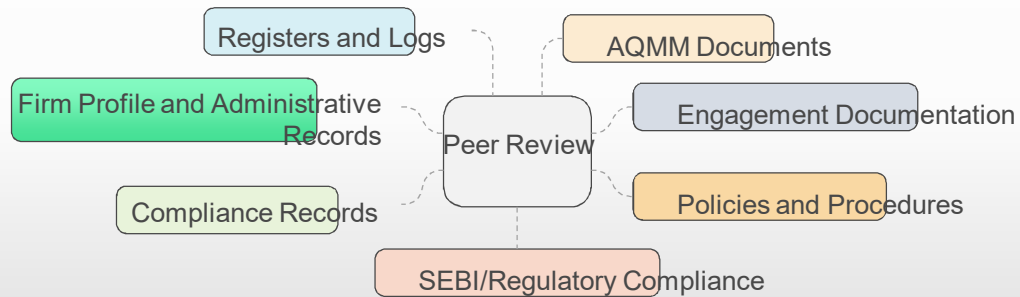 Registers and Logs
AQMM Documents
Firm Profile and Administrative
Records
Engagement Documentation
Peer Review
Compliance Records
Policies and Procedures
SEBI/Regulatory Compliance